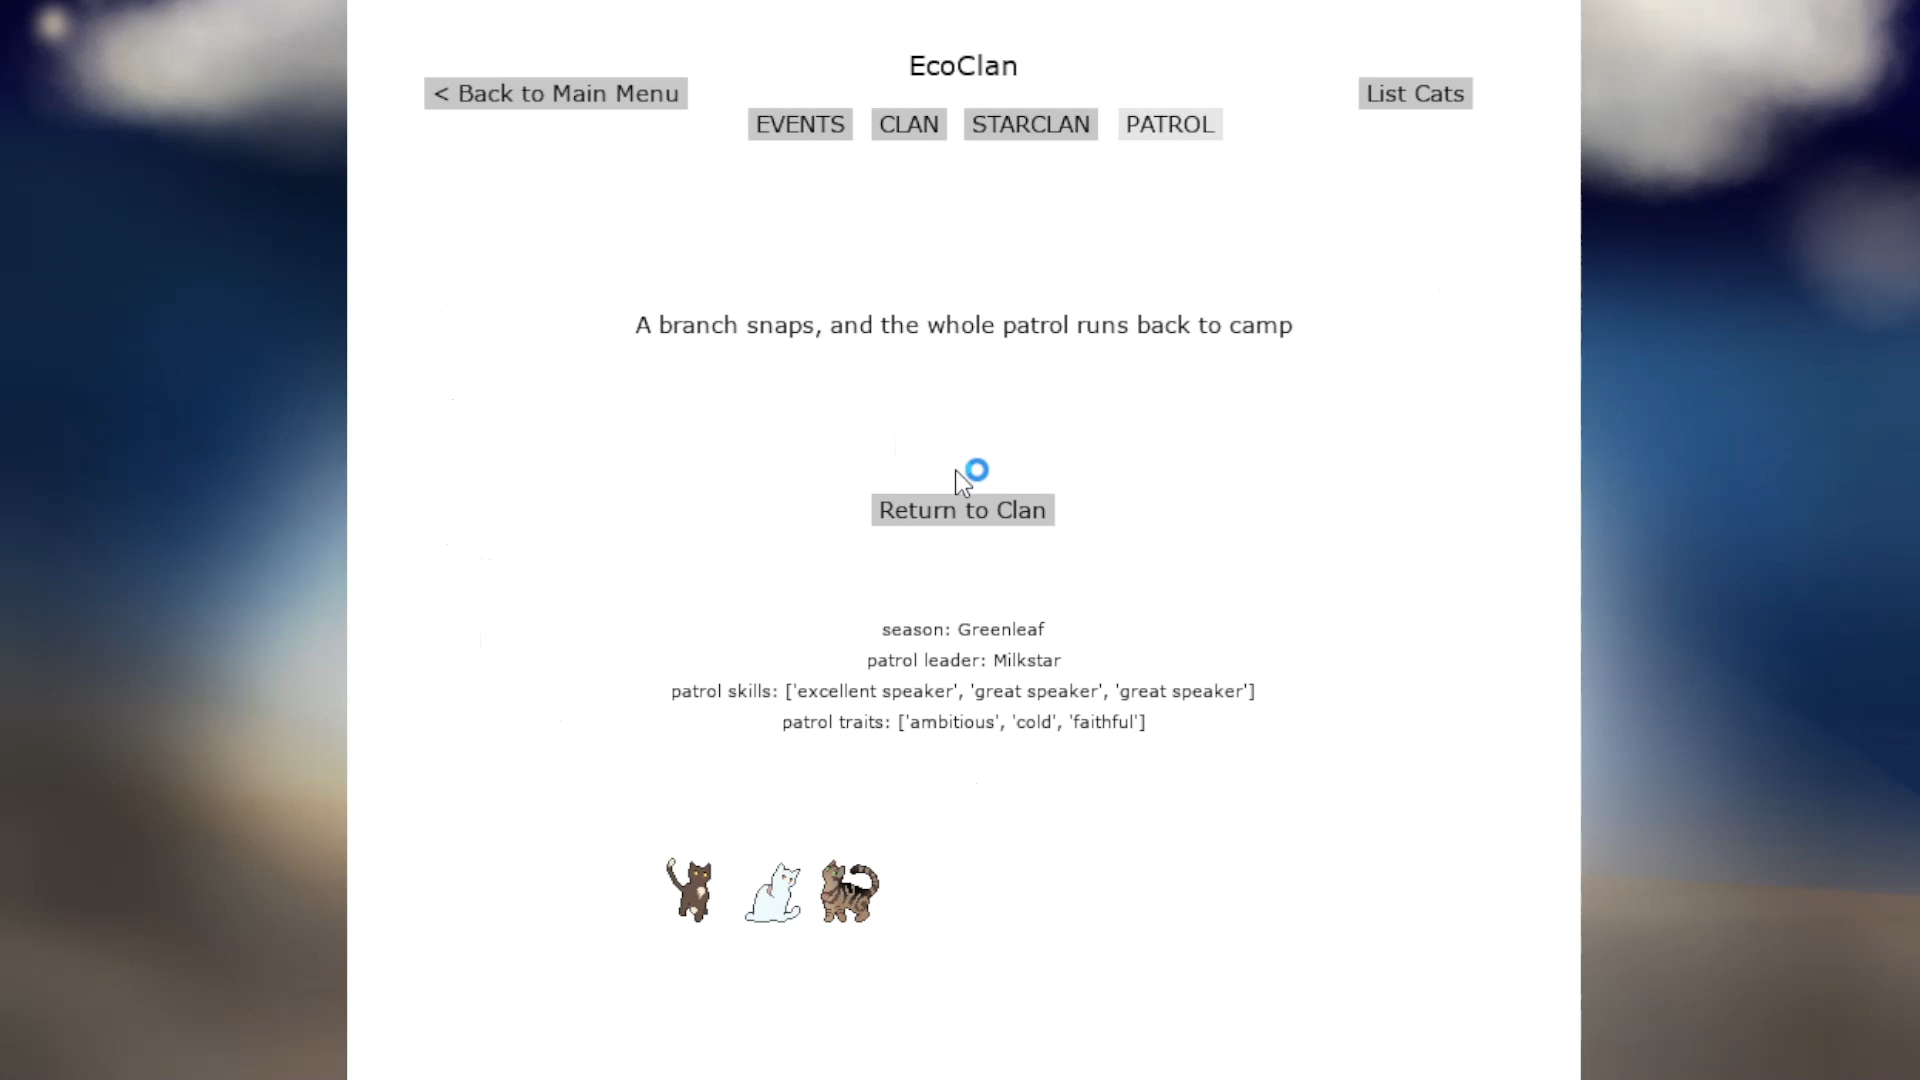 EcoClan
< Back to Main Menu
List Cats
EVENTS CLAN STARCLAN PATROL
A branch snaps, and the whole patrol runs back to camp
Return to Clan
season: Greenleaf
patrol leader: Milkstar
patrol skills: ['excellent speaker', 'great speaker', 'great speaker']
patrol traits: ['ambitious', 'cold', 'faithful']